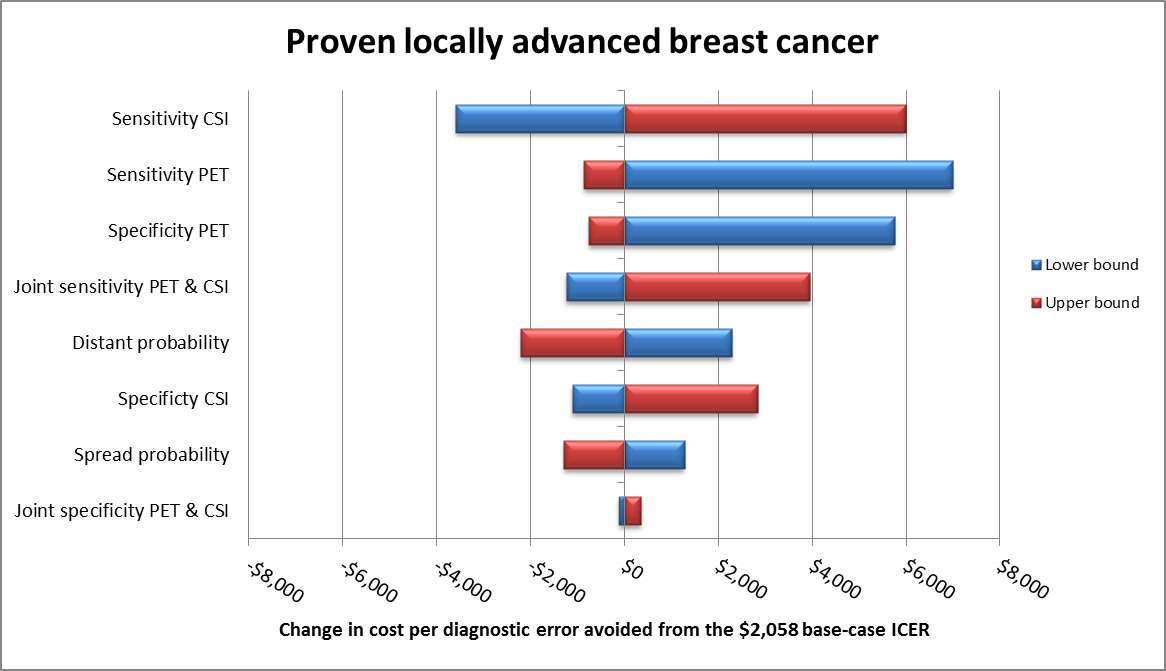 Proven locally advanced breast cancer
Sensitivity CSI
Sensitivity PET
Specificity PET
Joint sensitivity PET & CSI
Distant probability
Specificty CSI
Spread probability
Joint specificity PET & CSI
Lower bound
Upper bound
-$8,000
-$6,000
-$4,000
-$2,000
$0
$2,000
$4,000
$6,000
$8,000
Change in cost per diagnostic error avoided from the $2,058 base-case ICER